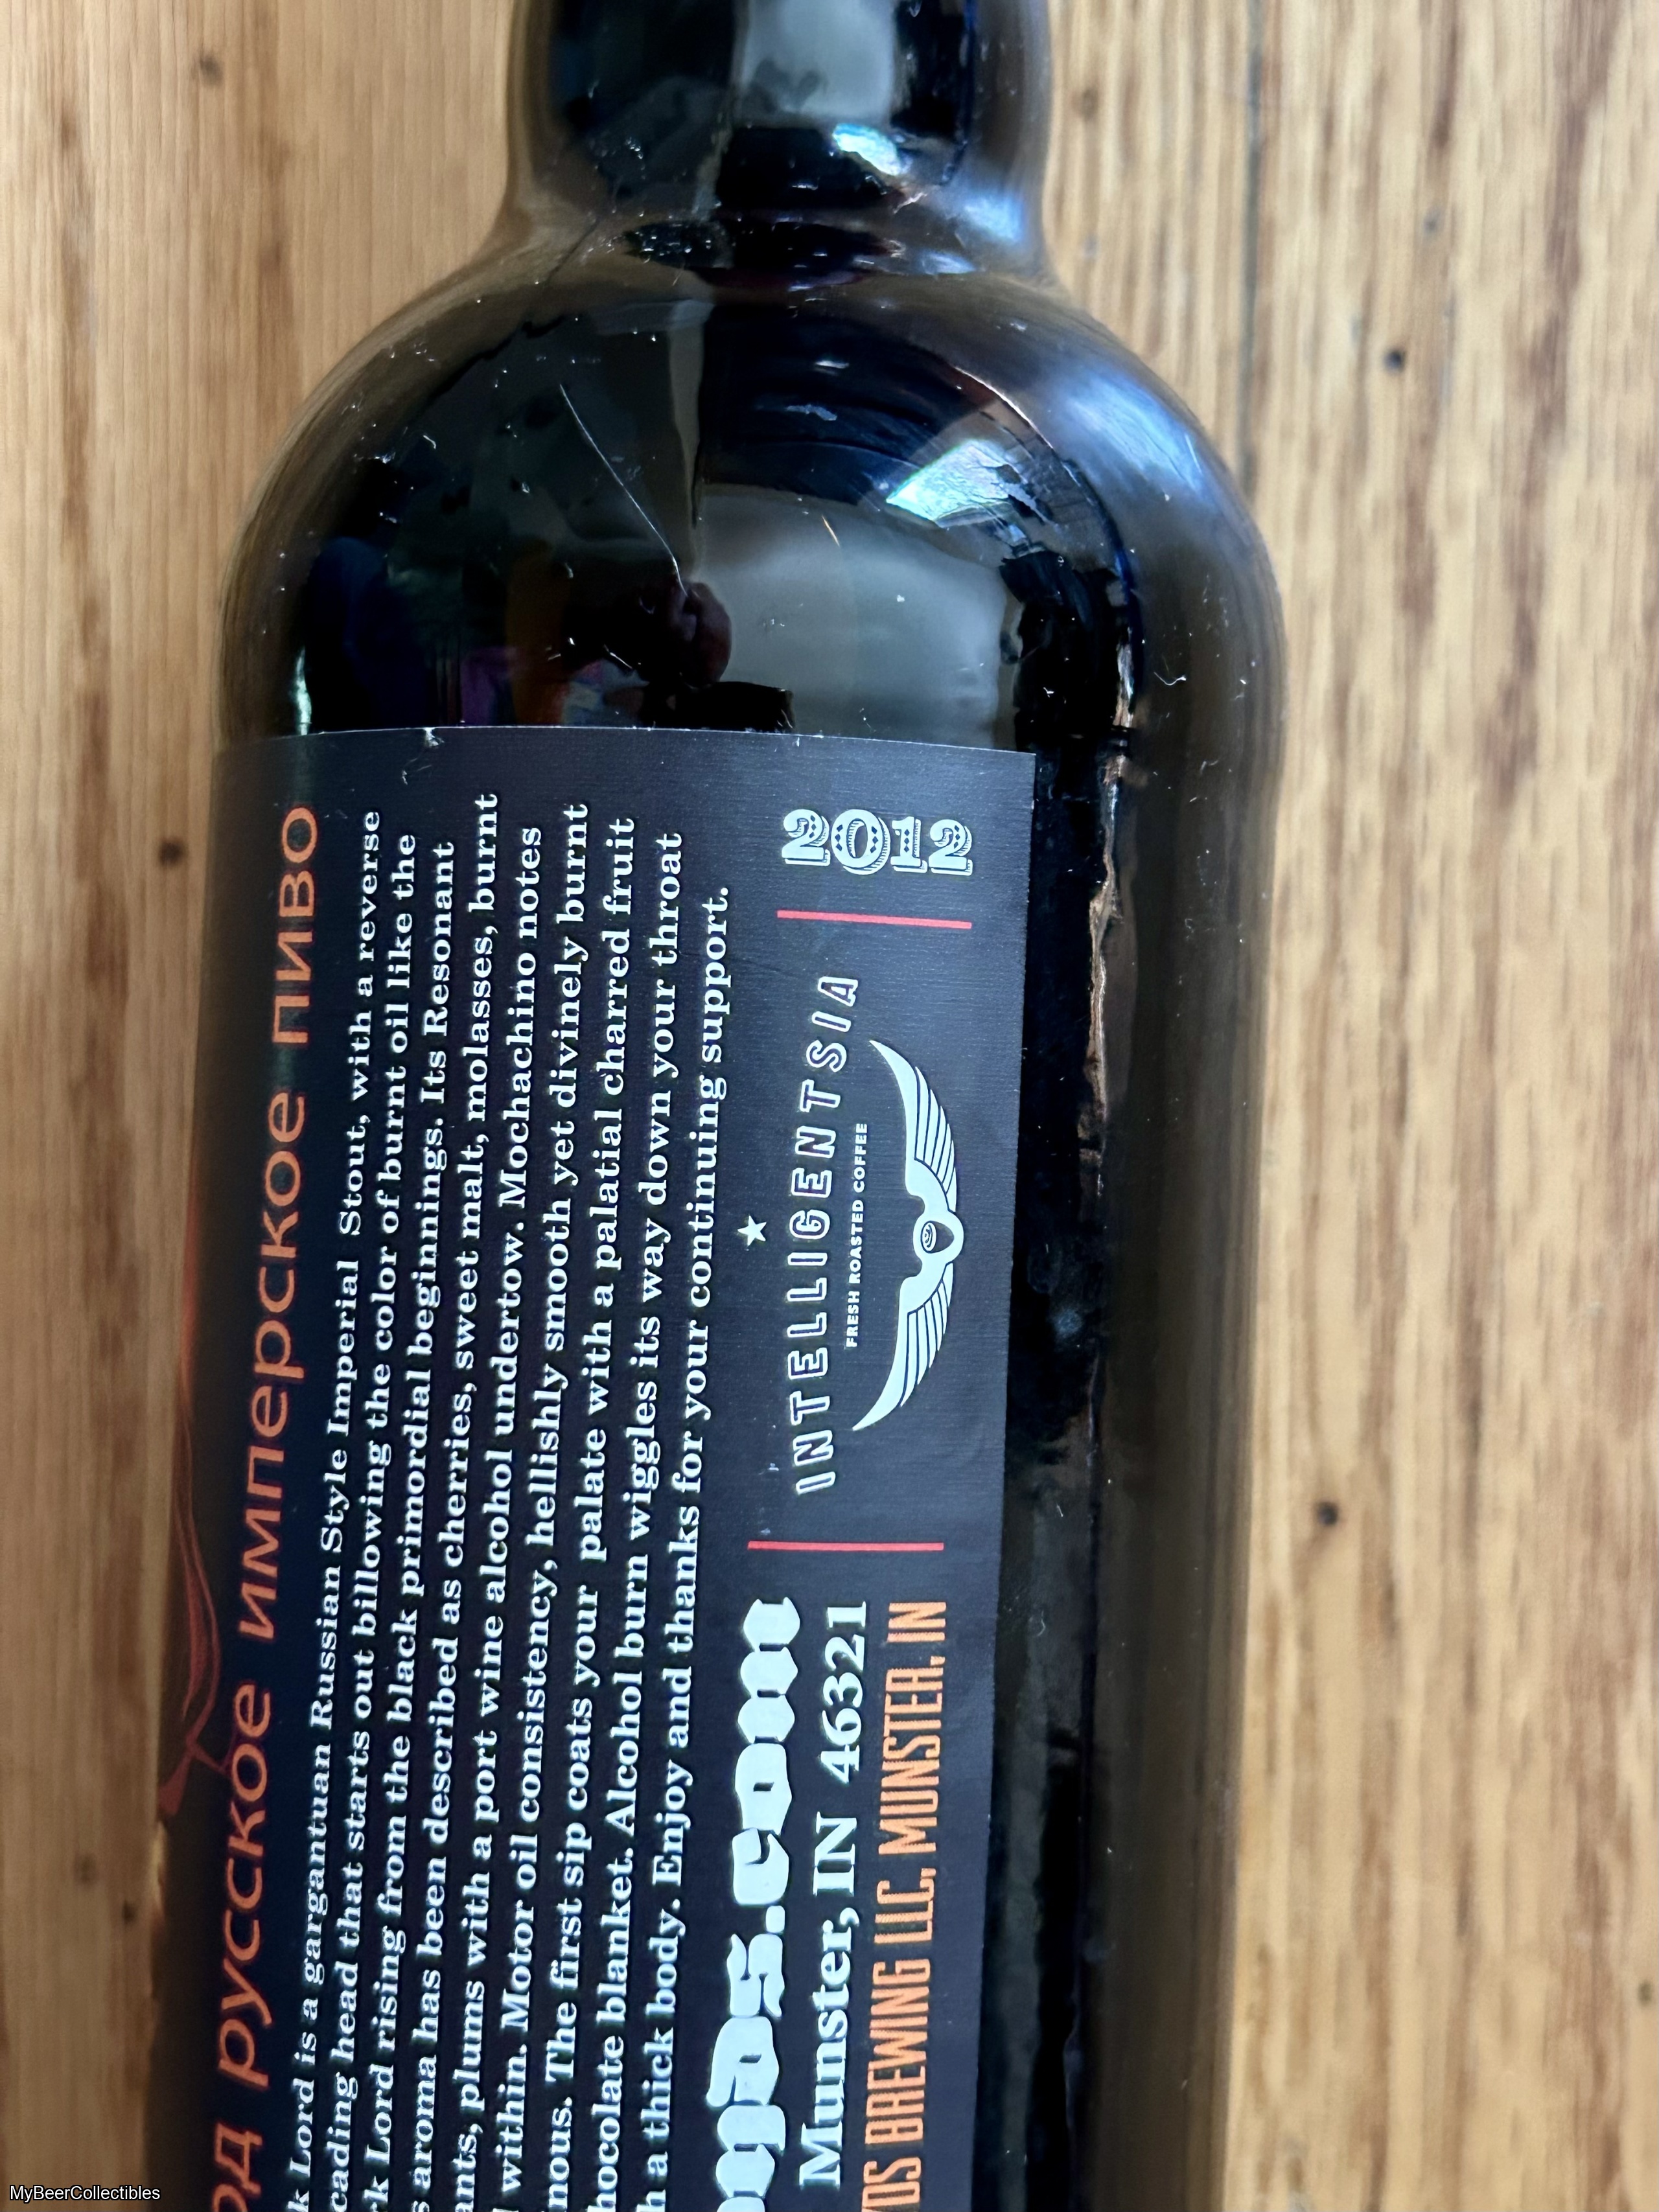 русское имперское пиво
Lord is a gargantuan Russian Style Imperial Stout, with a reverse
head that starts out billowing the color of burnt oil like the
Lord rising from the black primordial beginnings. Its Resonant
aroma has been described as cherries, sweet malt, molasses, burnt
plums with a port wine alcohol undertow. Mochachino notes
within. Motor oil consistency, hellishly smooth yet divinely burnt
The first sip coats your palate with a palatial charred fruit
blanket. Alcohol burn wiggles its way down your throat
a thick body. Enjoy and thanks for your continuing support.
Munster, IN 46321
BREWING LLC, MUNSTER, IN
INTELLIGENTSIA
FRESH ROASTED COFFEE
2012
MyBeerCollectibles